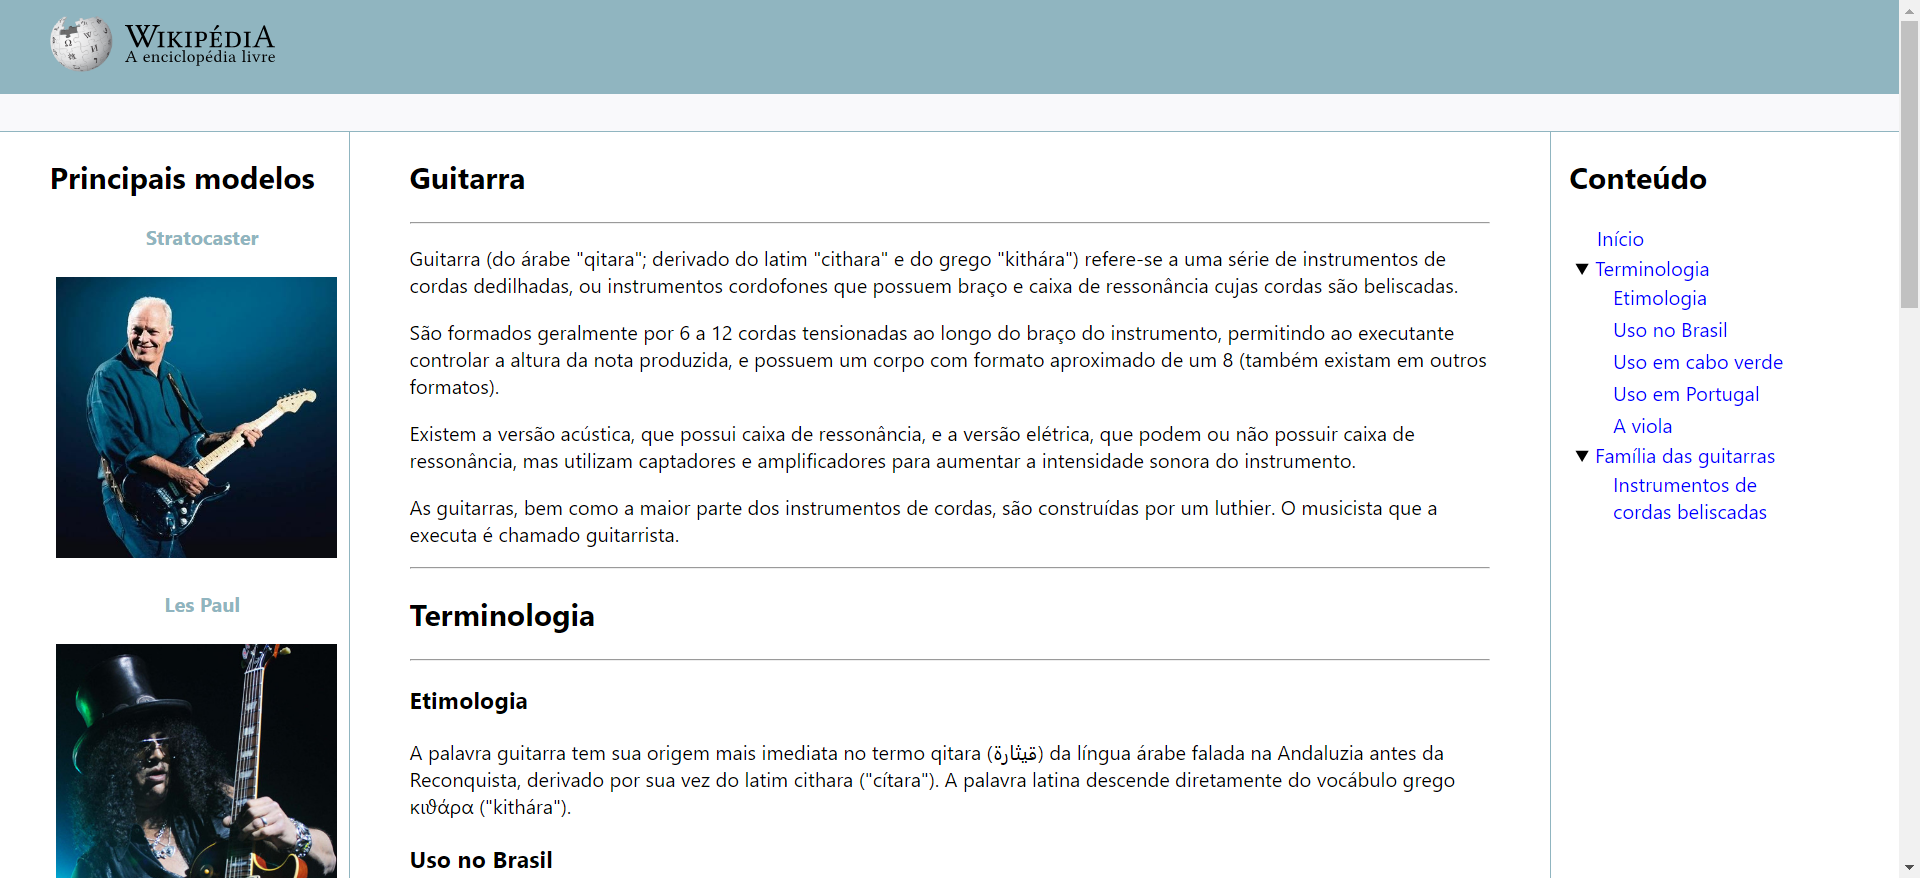 WIKIPÉDIA
A enciclopédia livre
Principais modelos
Stratocaster
Les Paul
Guitarra
Guitarra (do árabe "qitara"; derivado do latim "cithara" e do grego "kithára") refere-se a uma série de instrumentos de
cordas dedilhadas, ou instrumentos cordofones que possuem braço e caixa de ressonância cujas cordas são beliscadas.
São formados geralmente por 6 a 12 cordas tensionadas ao longo do braço do instrumento, permitindo ao executante
controlar a altura da nota produzida, e possuem um corpo com formato aproximado de um 8 (também existam em outros
formatos).
Existem a versão acústica, que possui caixa de ressonância, e a versão elétrica, que podem ou não possuir caixa de
ressonância, mas utilizam captadores e amplificadores para aumentar a intensidade sonora do instrumento.
As guitarras, bem como a maior parte dos instrumentos de cordas, são construídas por um luthier. O musicista que a
executa é chamado guitarrista.
Terminologia
Etimologia
A palavra guitarra tem sua origem mais imediata no termo qitara (قيثارة) da língua árabe falada na Andaluzia antes da
Reconquista, derivado por sua vez do latim cithara ("cítara"). A palavra latina descende diretamente do vocábulo grego
κιθάρα ("kithára").
Uso no Brasil
Conteúdo
Início
Terminologia
Etimologia
Uso no Brasil
Uso em cabo verde
Uso em Portugal
A viola
Família das guitarras
Instrumentos de
cordas beliscadas